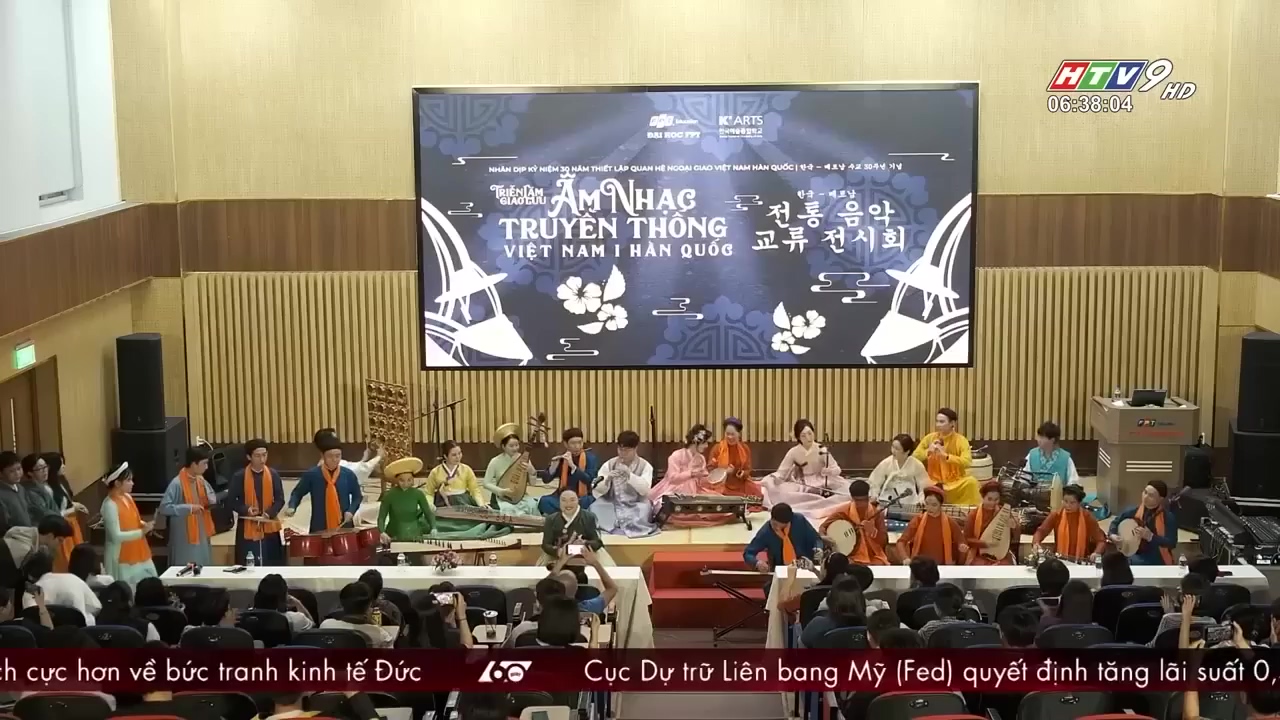 HTV9 HD
06:38:04
FPT Education
ĐẠI HỌC FPT
K'ARTS
한국예술종합학교
NHÂN DỊP KỶ NIỆM 30 NĂM THIẾT LẬP QUAN HỆ NGOẠI GIAO VIỆT NAM HÀN QUỐC | 한국 - 베트남 수교 30주년 기념
TRIỂN LÃM
GIAO LƯU
ÂM NHẠC
TRUYỀN THỐNG
VIỆT NAM I HÀN QUỐC
한국 - 베트남
전통 음악
교류 전시회
FPT Education
ch cực hơn về bức tranh kinh tế Đức
60
Cục Dự trữ Liên bang Mỹ (Fed) quyết định tăng lãi suất 0,